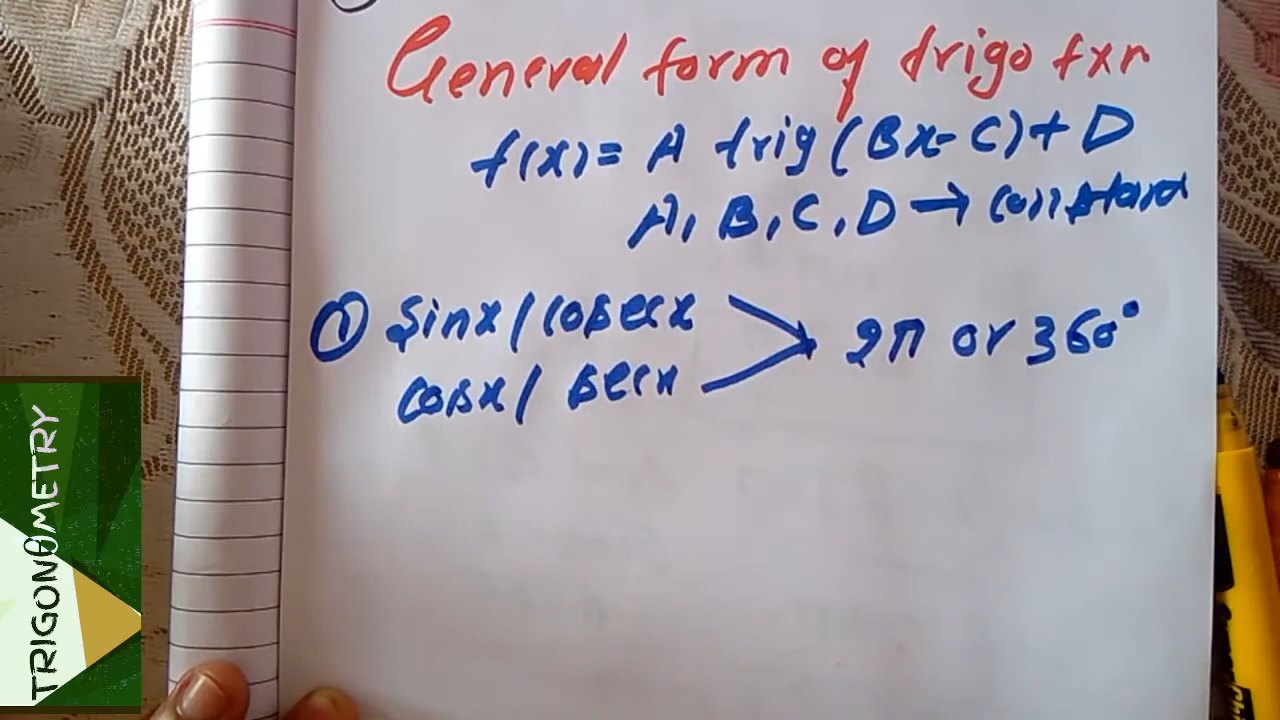 General form of trigo fxn
f(x) = A trig (Bx-C) + D
A, B, C, D → constant
① sinx / cosecx
cosx / secx
2π or 360°
TRIGONOMETRY